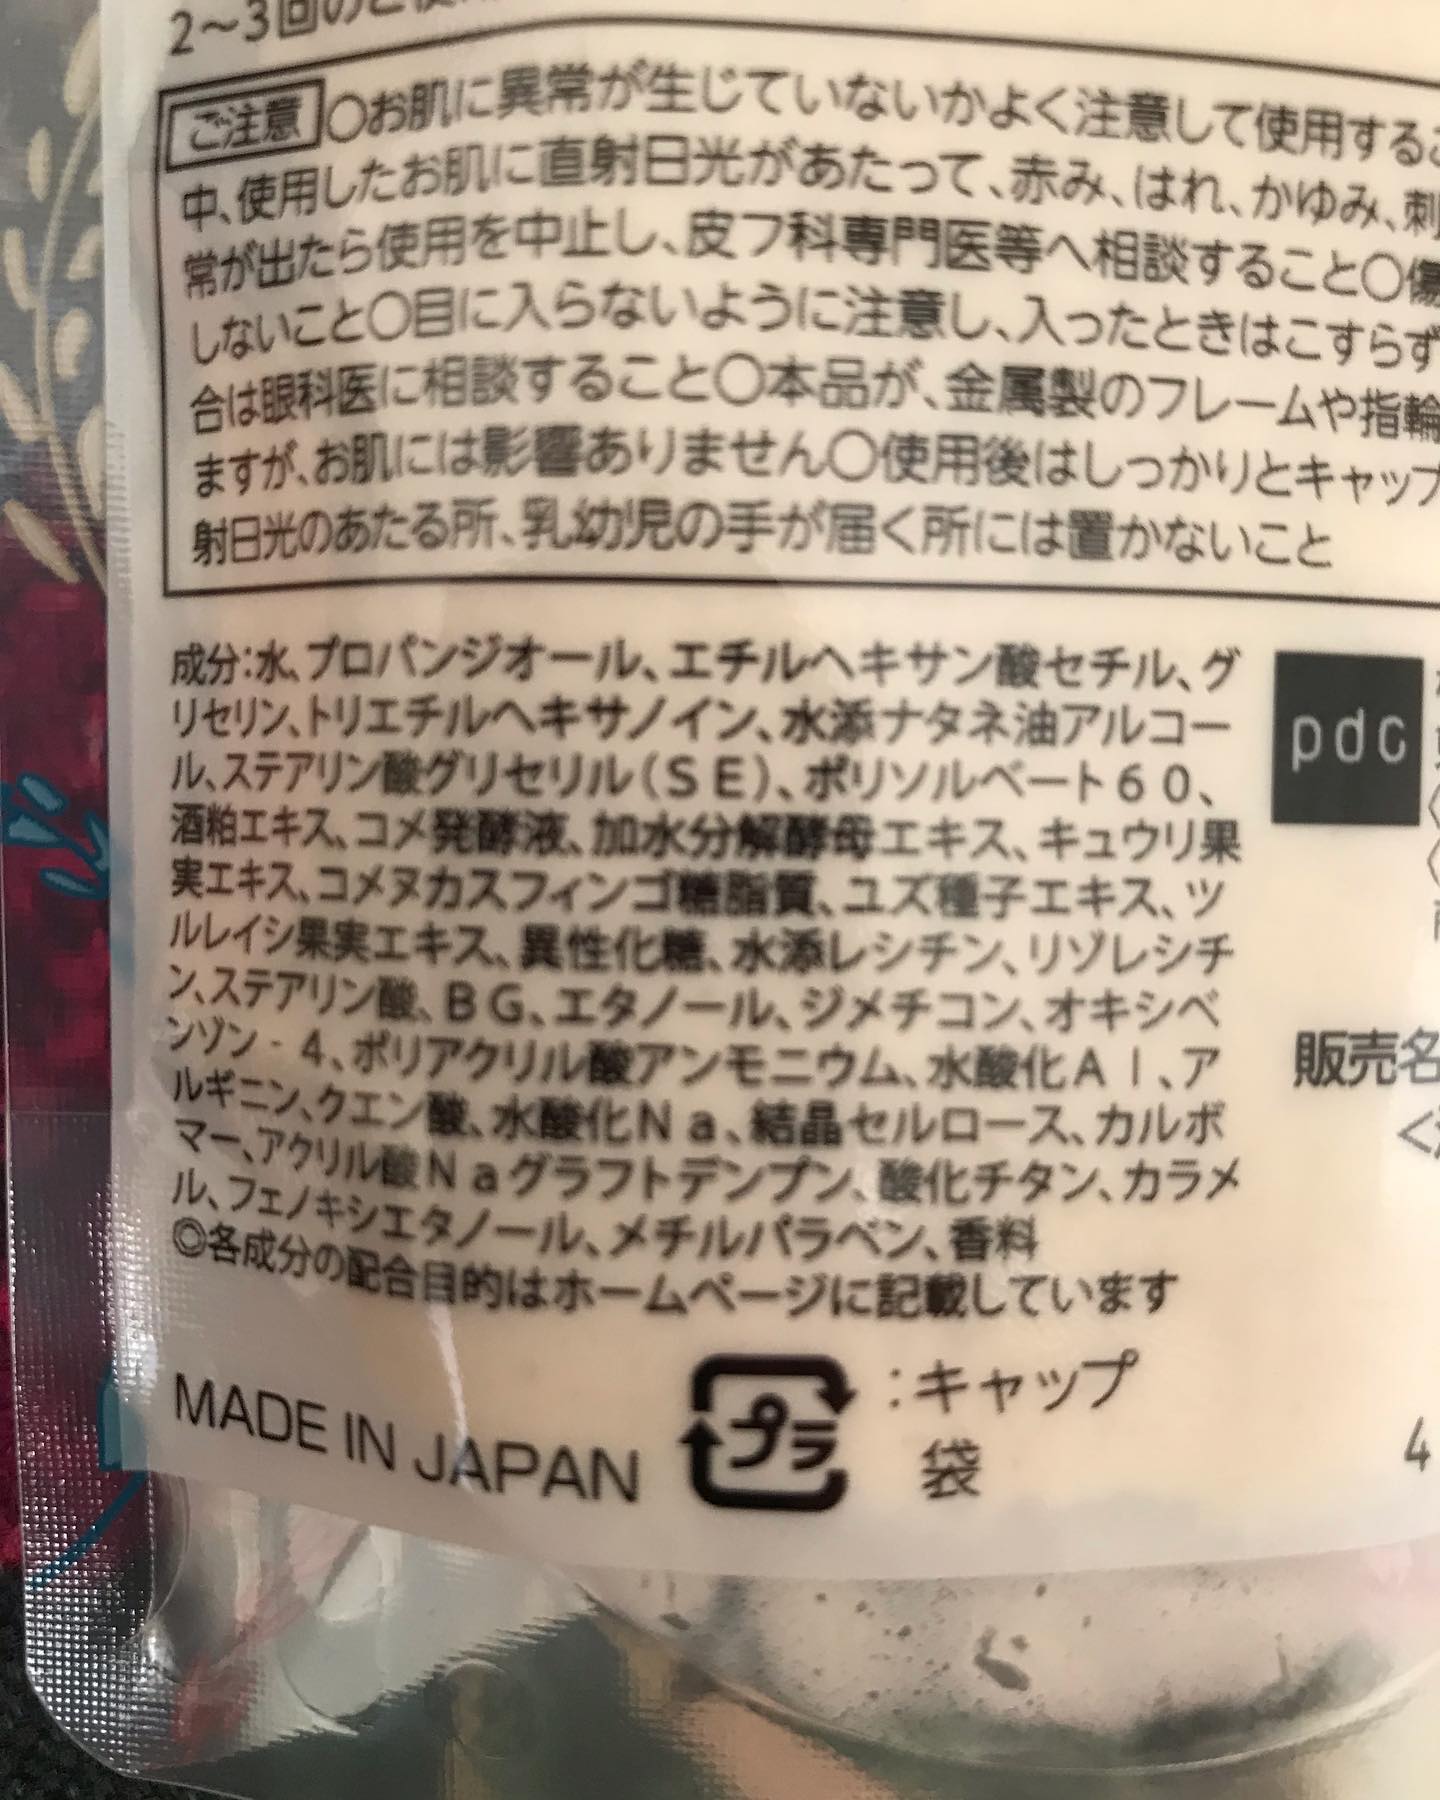 2〜3回のご使
ご注意 ○お肌に異常が生じていないかよく注意して使用するこ
中、使用したお肌に直射日光があたって、赤み、はれ、かゆみ、刺
常が出たら使用を中止し、皮フ科専門医等へ相談すること○傷
しないこと○目に入らないように注意し、入ったときはこすらず
合は眼科医に相談すること○本品が、金属製のフレームや指輪
ますが、お肌には影響ありません○使用後はしっかりとキャップ
射日光のあたる所、乳幼児の手が届く所には置かないこと
成分:水、プロパンジオール、エチルヘキサン酸セチル、グ
リセリン、トリエチルヘキサノイン、水添ナタネ油アルコー
ル、ステアリン酸グリセリル(SE)、ポリソルベート60、
酒粕エキス、コメ発酵液、加水分解酵母エキス、キュウリ果
実エキス、コメヌカスフィンゴ糖脂質、ユズ種子エキス、ツ
ルレイシ果実エキス、異性化糖、水添レシチン、リゾレシチ
ン、ステアリン酸、BG、エタノール、ジメチコン、オキシベ
ンゾン-4、ポリアクリル酸アンモニウム、水酸化Al、ア
ルギニン、クエン酸、水酸化Na、結晶セルロース、カルボ
マー、アクリル酸Naグラフトデンプン、酸化チタン、カラメ
ル、フェノキシエタノール、メチルパラベン、香料
◎各成分の配合目的はホームページに記載しています
pdc
販売名
MADE IN JAPAN
プラ
:キャップ
袋
4